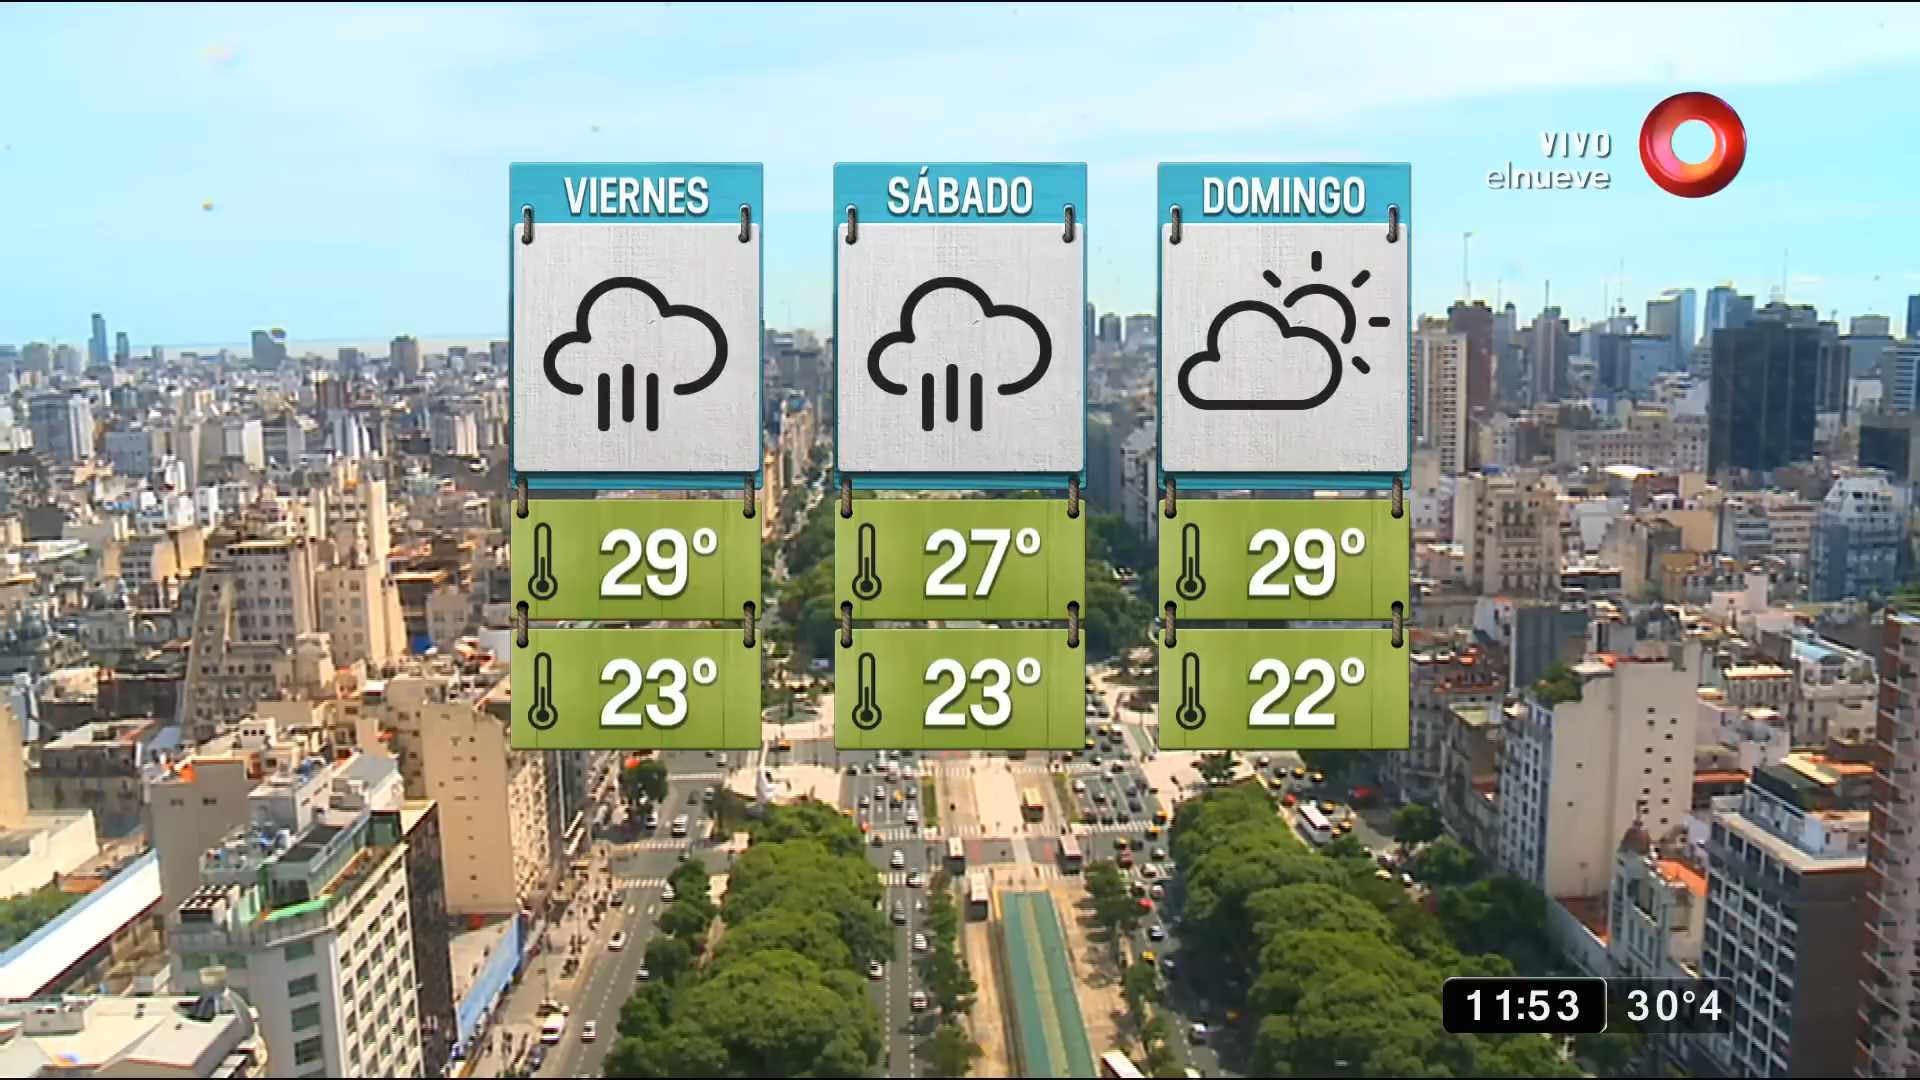 VIVO
elnueve
VIERNES
SÁBADO
DOMINGO
29°
27°
29°
23°
23°
22°
11:53
30°4